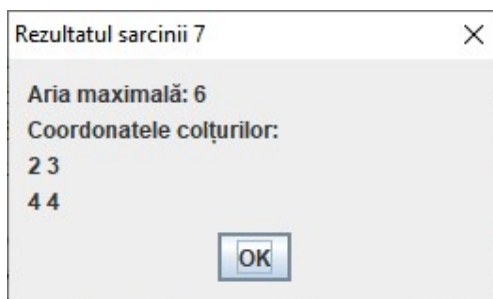 Rezultatul sarcinii 7
Aria maximală: 6
Coordonatele colțurilor:
2 3
4 4
OK